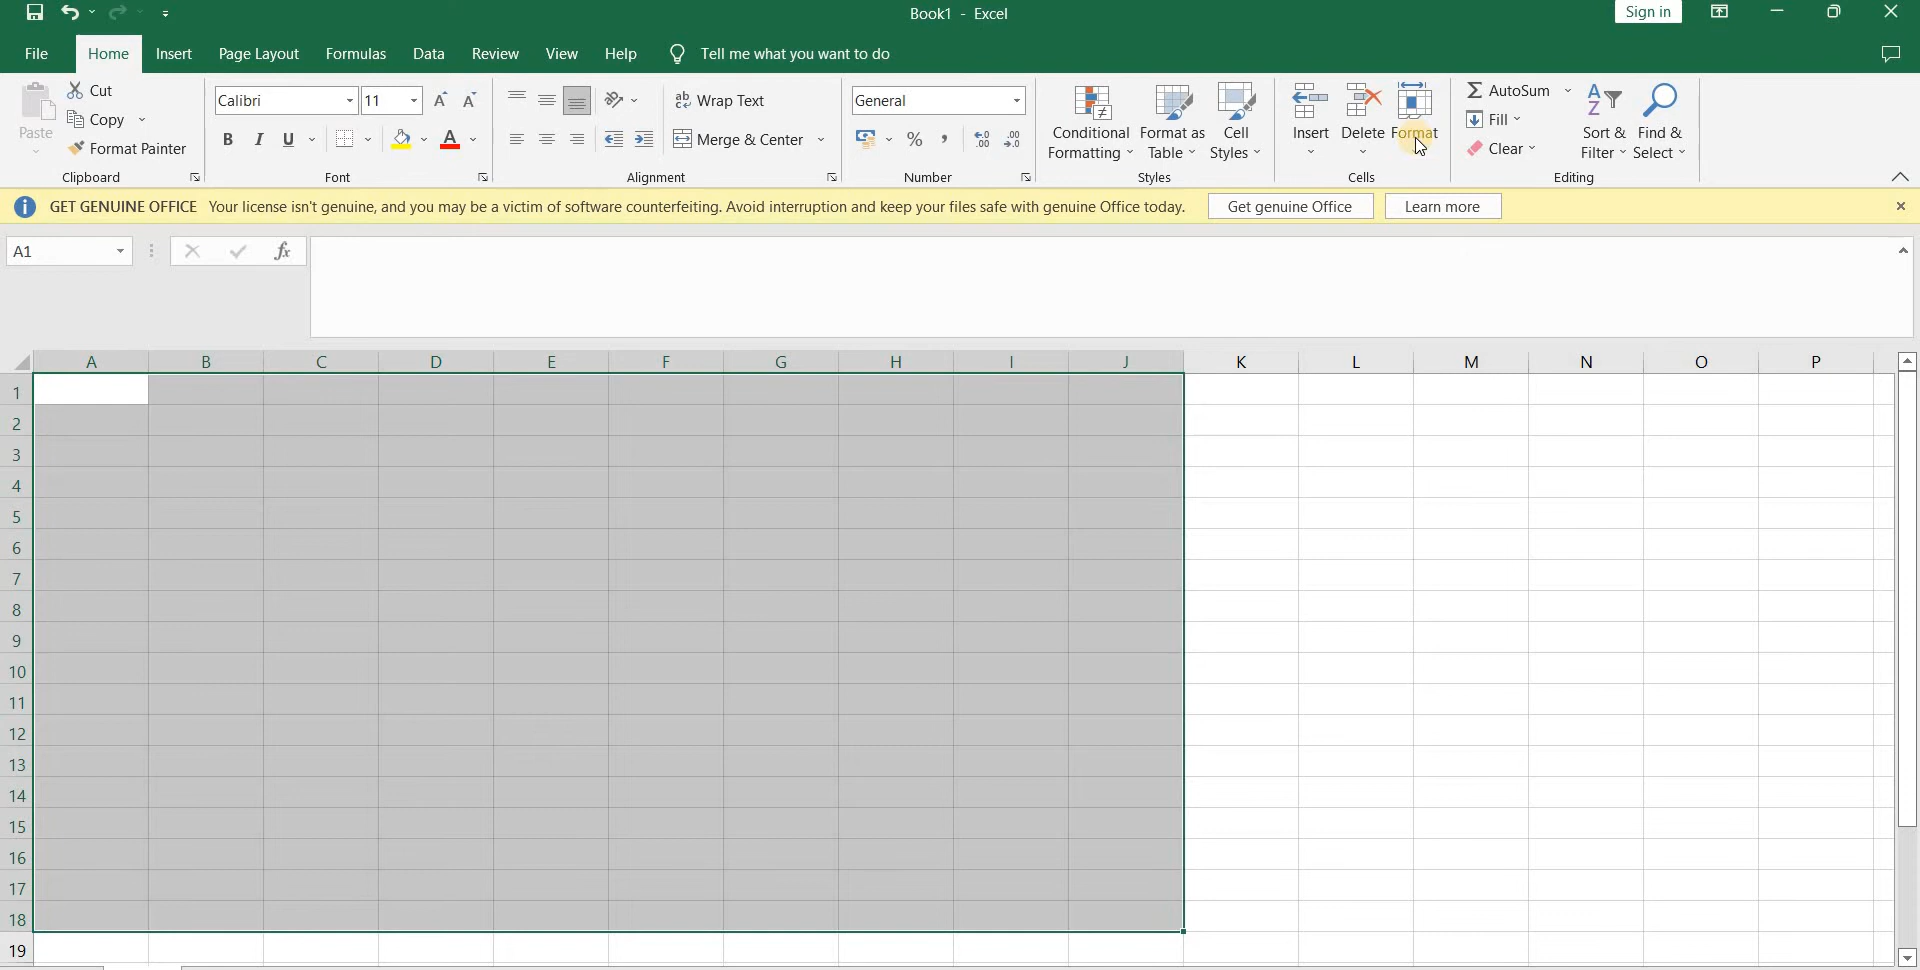 Book1 - Excel
Sign in
File Home Insert Page Layout Formulas Data Review View Help Tell me what you want to do
Paste
Cut
Copy
Format Painter
Clipboard
Calibri 11
B I U A
Font
Wrap Text
Merge & Center
Alignment
General
%
Number
Conditional Formatting
Format as Table
Cell Styles
Styles
Insert
Delete
Format
Cells
AutoSum
Fill
Clear
Sort & Filter
Find & Select
Editing
GET GENUINE OFFICE Your license isn't genuine, and you may be a victim of software counterfeiting. Avoid interruption and keep your files safe with genuine Office today. Get genuine Office Learn more
A1 fx
A B C D E F G H I J K L M N O P
1
2
3
4
5
6
7
8
9
10
11
12
13
14
15
16
17
18
19